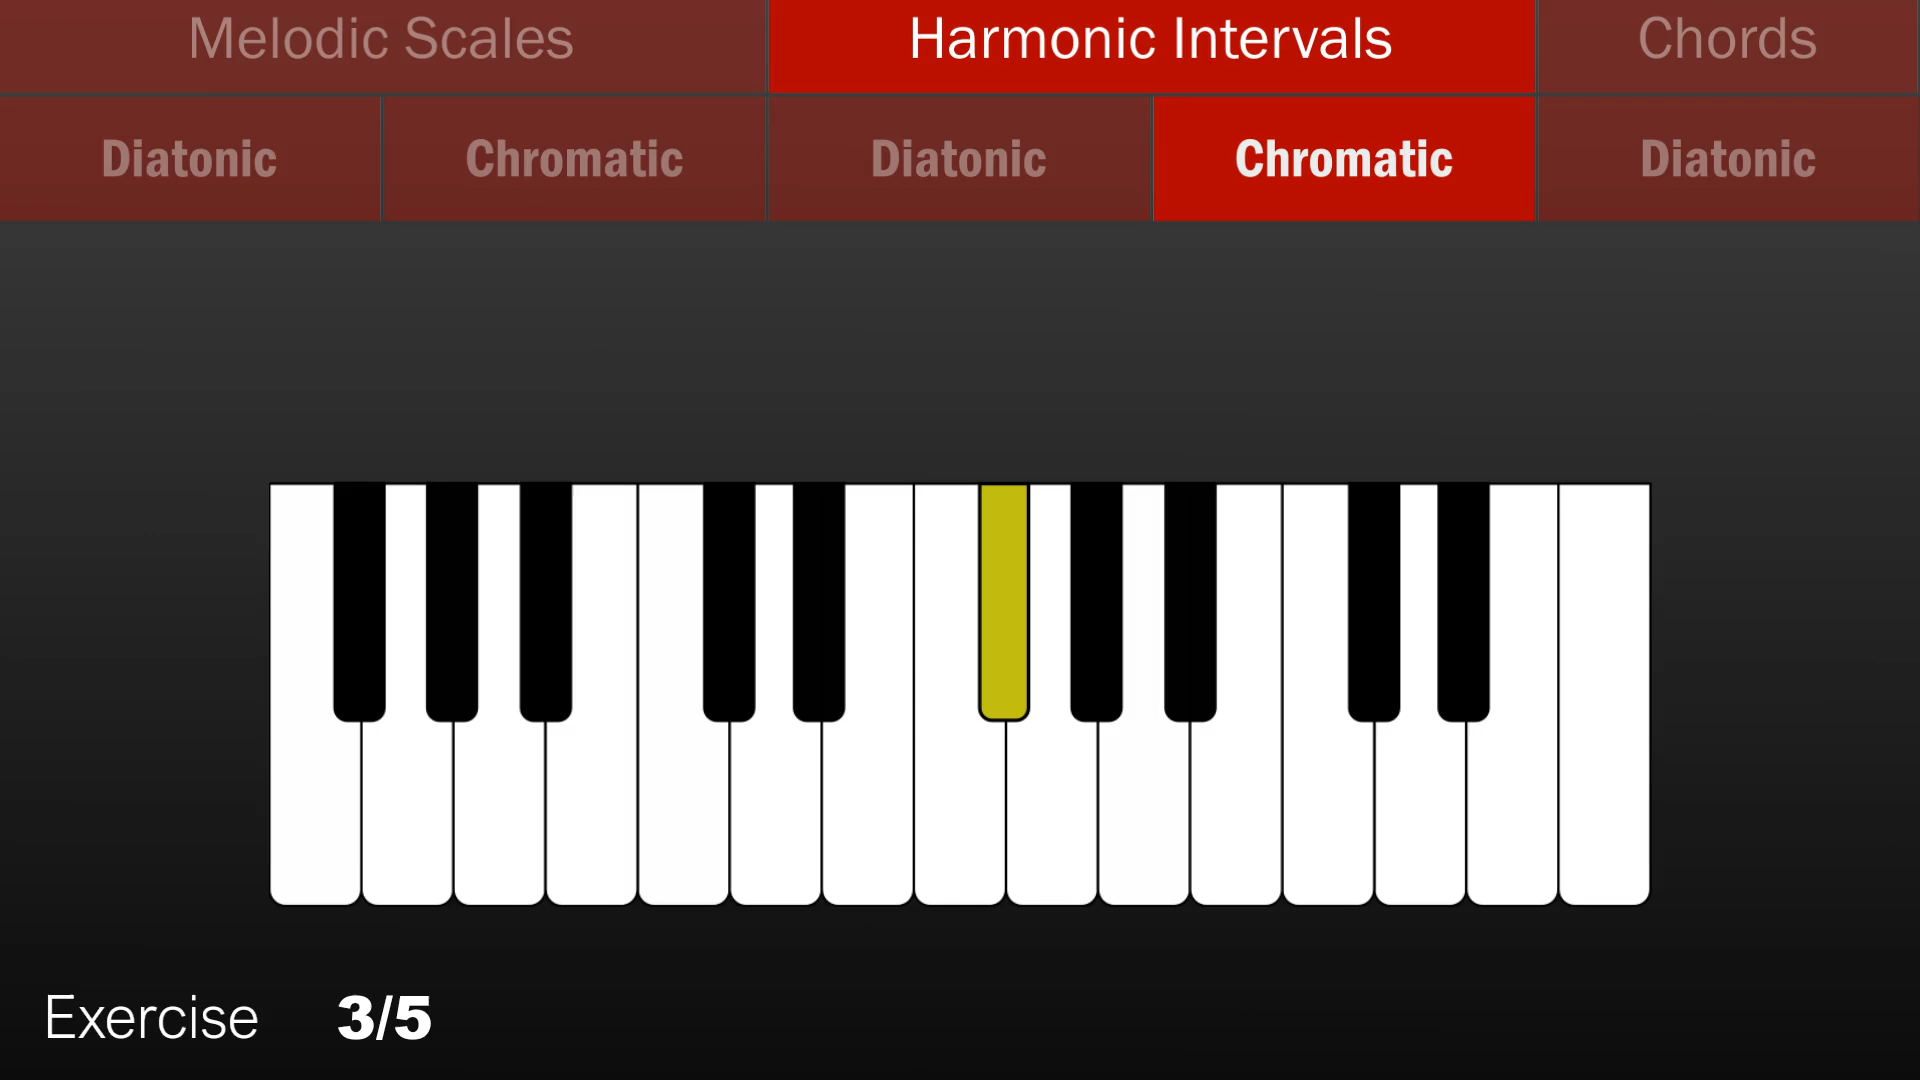 Melodic Scales Harmonic Intervals Chords
Diatonic Chromatic Diatonic Chromatic Diatonic
Exercise 3/5